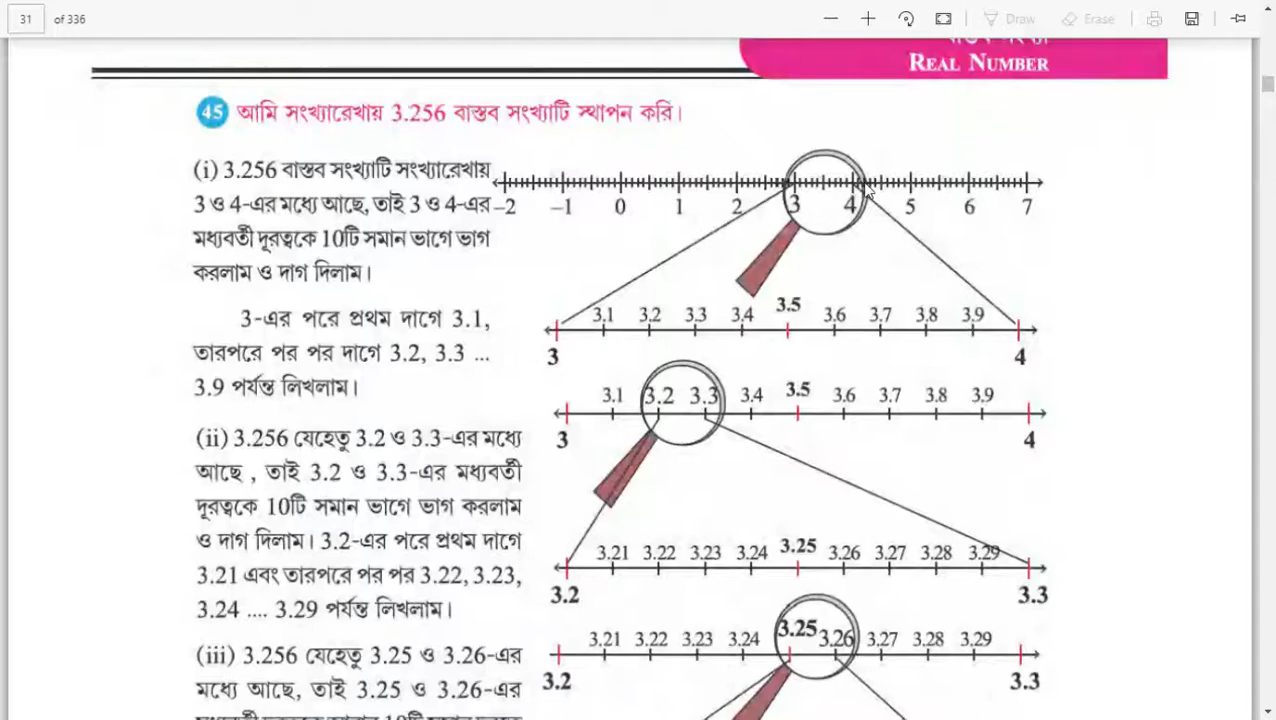 31 of 336 Draw Erase
REAL NUMBER
45 আমি সংখ্যারেখায় 3.256 বাস্তব সংখ্যাটি স্থাপন করি।
(i) 3.256 বাস্তব সংখ্যাটি সংখ্যারেখায়
3 ও 4-এর মধ্যে আছে, তাই 3 ও 4-এর
মধ্যবর্তী দূরত্বকে 10টি সমান ভাগে ভাগ
করলাম ও দাগ দিলাম।
3-এর পরে প্রথম দাগে 3.1,
তারপরে পর পর দাগে 3.2, 3.3 ...
3.9 পর্যন্ত লিখলাম।
(ii) 3.256 যেহেতু 3.2 ও 3.3-এর মধ্যে
আছে , তাই 3.2 ও 3.3-এর মধ্যবর্তী
দূরত্বকে 10টি সমান ভাগে ভাগ করলাম
ও দাগ দিলাম। 3.2-এর পরে প্রথম দাগে
3.21 এবং তারপরে পর পর 3.22, 3.23,
3.24 .... 3.29 পর্যন্ত লিখলাম।
(iii) 3.256 যেহেতু 3.25 ও 3.26-এর
মধ্যে আছে, তাই 3.25 ও 3.26-এর
–2 –1 0 1 2 3 4 5 6 7
3.1 3.2 3.3 3.4 3.5 3.6 3.7 3.8 3.9
3 4
3.1 3.2 3.3 3.4 3.5 3.6 3.7 3.8 3.9
3 4
3.21 3.22 3.23 3.24 3.25 3.26 3.27 3.28 3.29
3.2 3.3
3.21 3.22 3.23 3.24 3.25 3.26 3.27 3.28 3.29
3.2 3.3